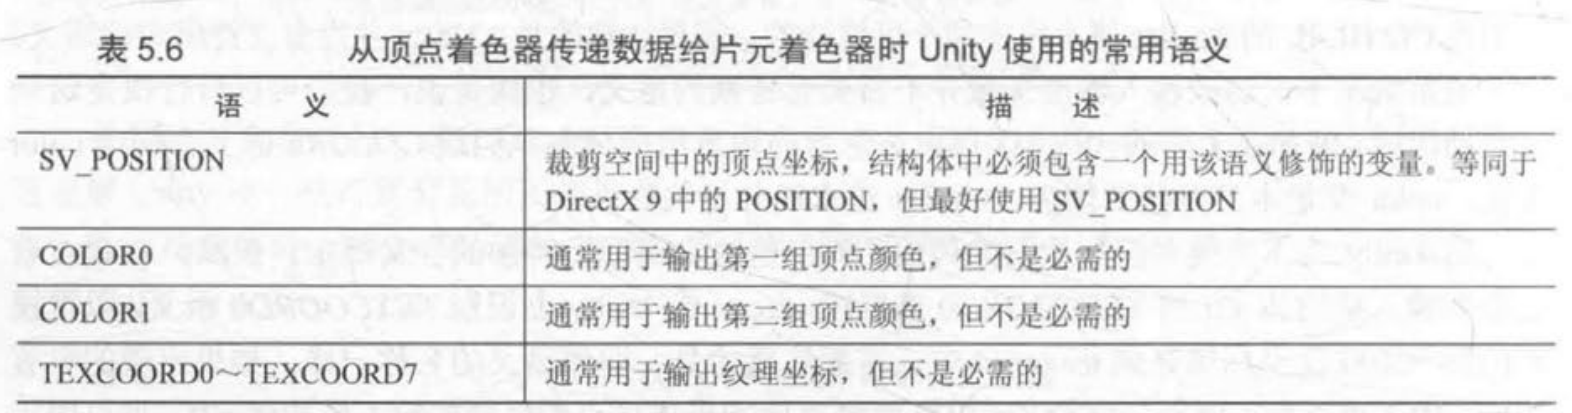 表 5.6 从顶点着色器传递数据给片元着色器时 Unity 使用的常用语义
语 义 描 述
SV_POSITION 裁剪空间中的顶点坐标，结构体中必须包含一个用该语义修饰的变量。等同于
DirectX 9 中的 POSITION，但最好使用 SV_POSITION
COLOR0 通常用于输出第一组顶点颜色，但不是必需的
COLOR1 通常用于输出第二组顶点颜色，但不是必需的
TEXCOORD0～TEXCOORD7 通常用于输出纹理坐标，但不是必需的